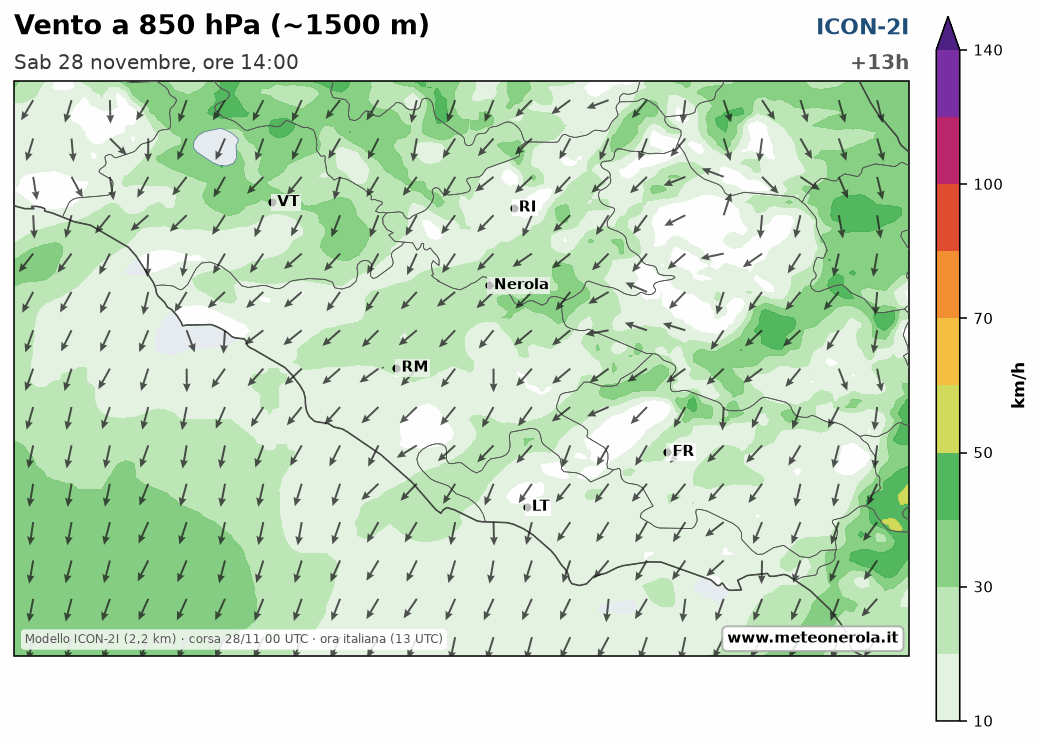 Vento a 850 hPa (~1500 m)
ICON-2I
Sab 28 novembre, ore 14:00
+13h
140
100
70
50
30
10
km/h
VT
RI
Nerola
RM
FR
LT
Modello ICON-2I (2,2 km) · corsa 28/11 00 UTC · ora italiana (13 UTC)
www.meteonerola.it